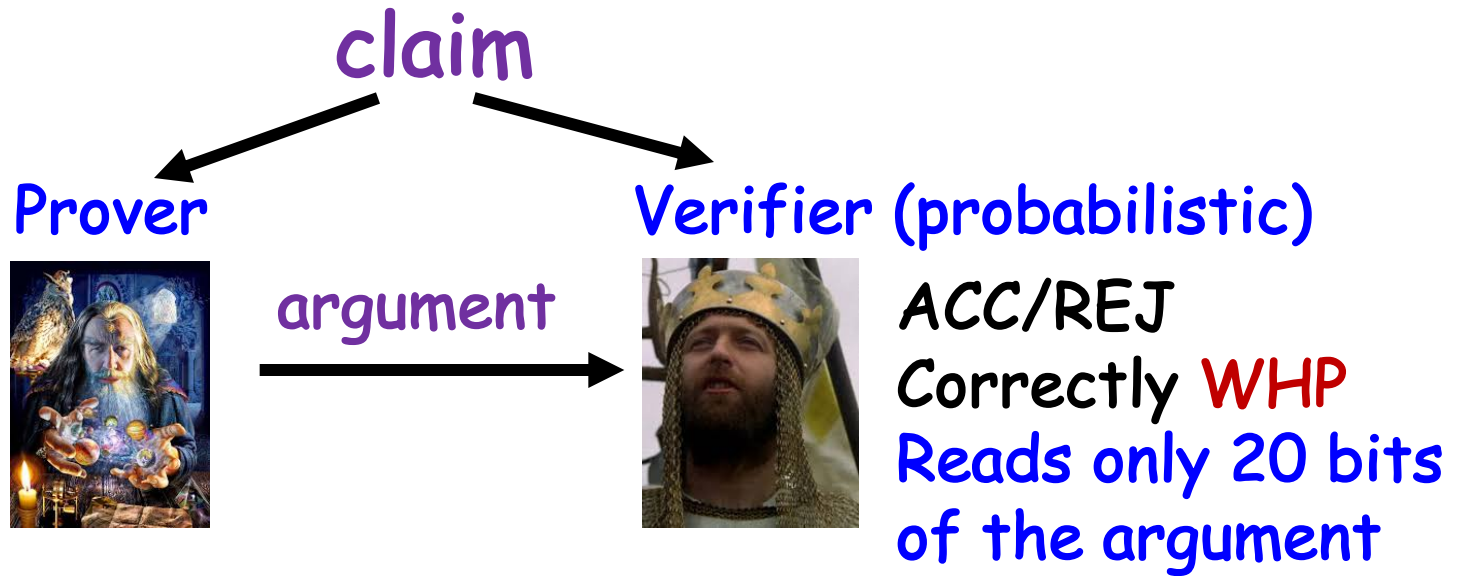 claim
Prover
Verifier (probabilistic)
argument
ACC/REJ
Correctly WHP
Reads only 20 bits
of the argument